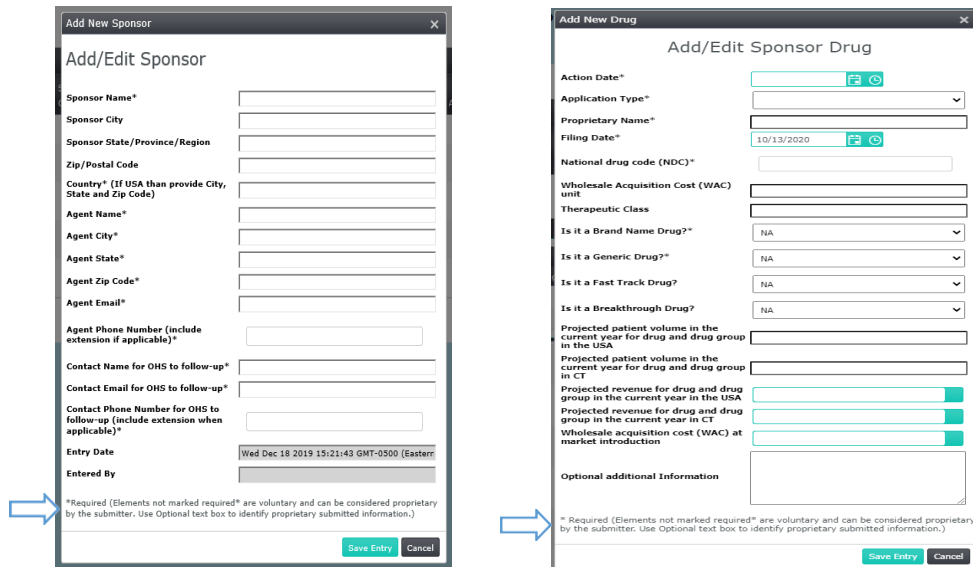 Add New Sponsor ×
Add/Edit Sponsor
Sponsor Name*
Sponsor City
Sponsor State/Province/Region
Zip/Postal Code
Country* (If USA than provide City,
State and Zip Code)
Agent Name*
Agent City*
Agent State*
Agent Zip Code*
Agent Email*
Agent Phone Number (include
extension if applicable)*
Contact Name for OHS to follow-up*
Contact Email for OHS to follow-up*
Contact Phone Number for OHS to
follow-up (include extension when
applicable)*
Entry Date Wed Dec 18 2019 15:21:43 GMT-0500 (Eastern
Entered By
*Required (Elements not marked required* are voluntary and can be considered proprietary
by the submitter. Use Optional text box to identify proprietary submitted information.)
Save Entry Cancel
Add New Drug ×
Add/Edit Sponsor Drug
Action Date*
Application Type*
Proprietary Name*
Filing Date* 10/13/2020
National drug code (NDC)*
Wholesale Acquisition Cost (WAC)
unit
Therapeutic Class
Is it a Brand Name Drug?* NA
Is it a Generic Drug?* NA
Is it a Fast Track Drug? NA
Is it a Breakthrough Drug? NA
Projected patient volume in the
current year for drug and drug group
in the USA
Projected patient volume in the
current year for drug and drug group
in CT
Projected revenue for drug and drug
group in the current year in the USA
Projected revenue for drug and drug
group in the current year in CT
Wholesale acquisition cost (WAC) at
market introduction
Optional additional Information
* Required (Elements not marked required* are voluntary and can be considered proprietary
by the submitter. Use Optional text box to identify proprietary submitted information.)
Save Entry Cancel